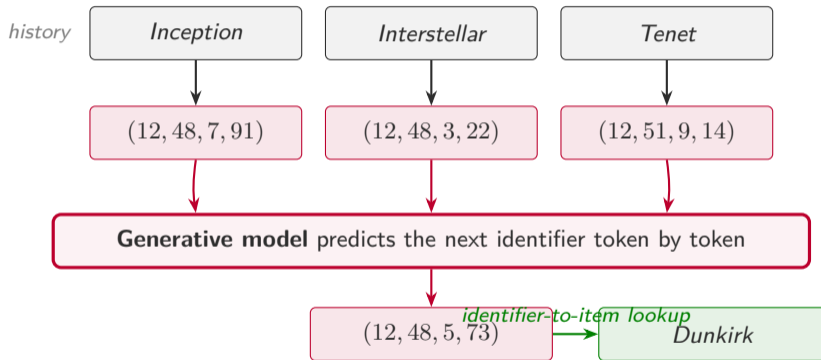 history
Inception
Interstellar
Tenet
(12, 48, 7, 91)
(12, 48, 3, 22)
(12, 51, 9, 14)
Generative model predicts the next identifier token by token
identifier-to-item lookup
(12, 48, 5, 73)
Dunkirk